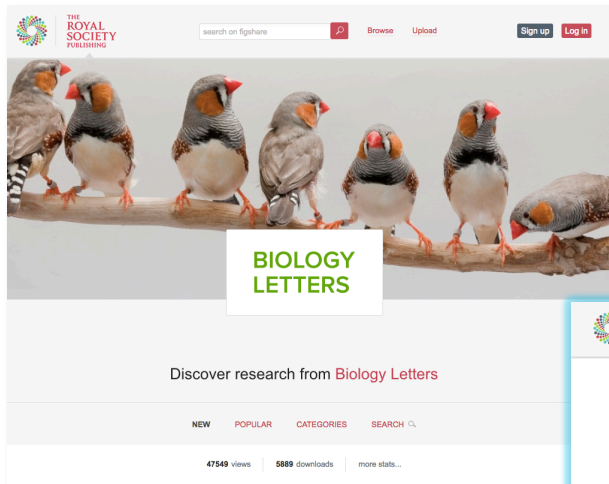 THE
ROYAL
SOCIETY
PUBLISHING
search on figshare
Browse Upload
Sign up Log in
BIOLOGY
LETTERS
Discover research from Biology Letters
NEW POPULAR CATEGORIES SEARCH
47549 views 5889 downloads more stats...